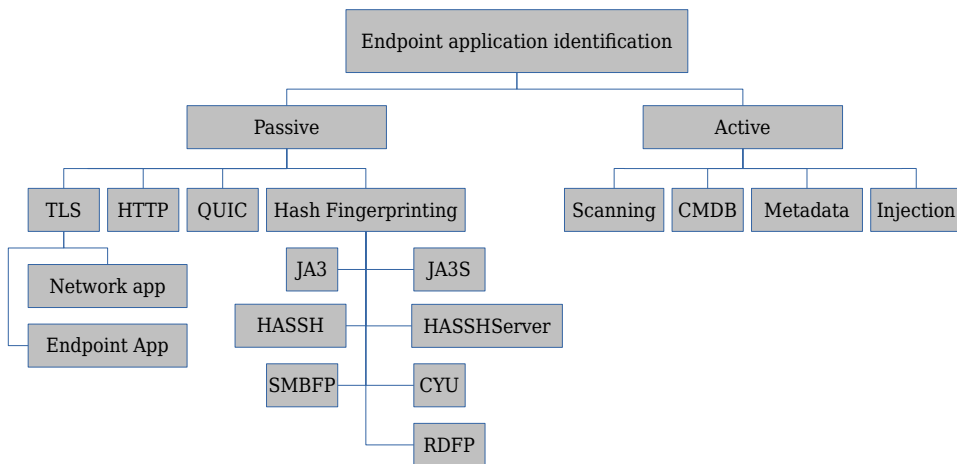 Endpoint application identification
Passive
Active
TLS
HTTP
QUIC
Hash Fingerprinting
Scanning
CMDB
Metadata
Injection
JA3
JA3S
Network app
HASSH
HASSHServer
Endpoint App
SMBFP
CYU
RDFP